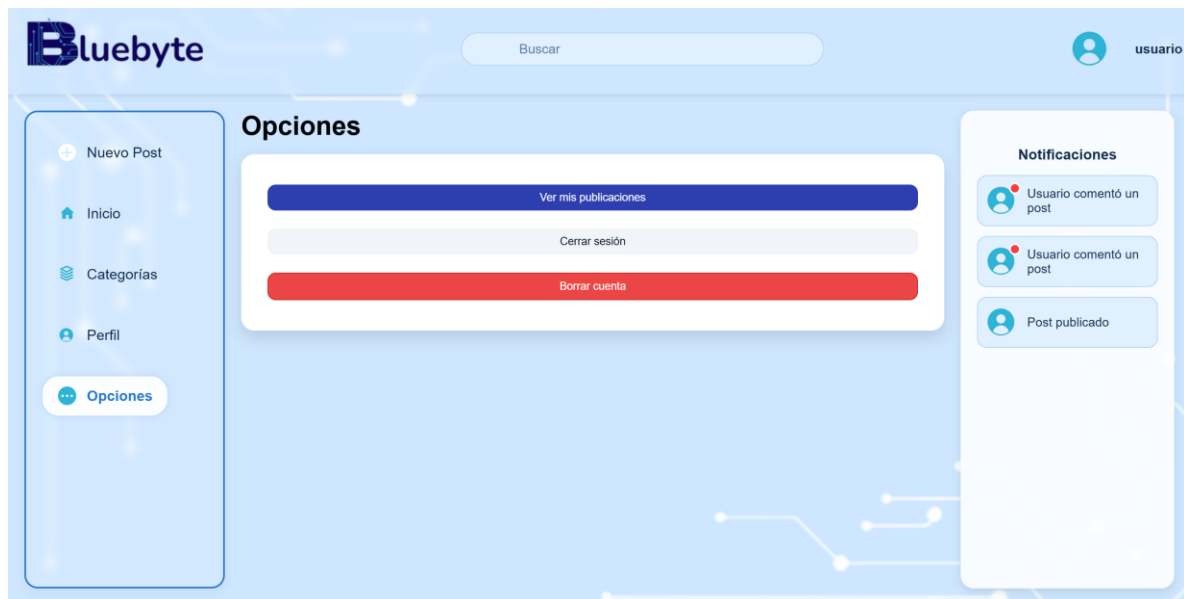 Bluebyte
Buscar
usuario
Nuevo Post
Inicio
Categorías
Perfil
Opciones
Opciones
Ver mis publicaciones
Cerrar sesión
Borrar cuenta
Notificaciones
Usuario comentó un
post
Usuario comentó un
post
Post publicado